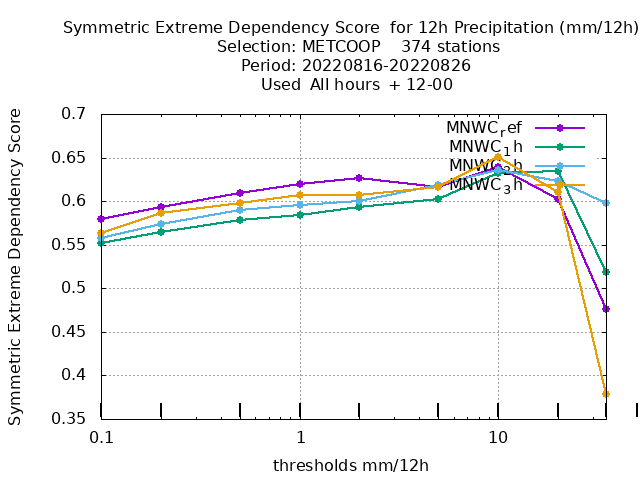 Symmetric Extreme Dependency Score  for 12h Precipitation (mm/12h)
Selection: METCOOP    374 stations
Period: 20220816-20220826
Used  All hours  + 12-00
Symmetric Extreme Dependency Score
0.7
0.65
0.6
0.55
0.5
0.45
0.4
0.35
MNWC_ref
MNWC_1h
MNWC_2h
MNWC_3h
0.1
1
10
thresholds mm/12h